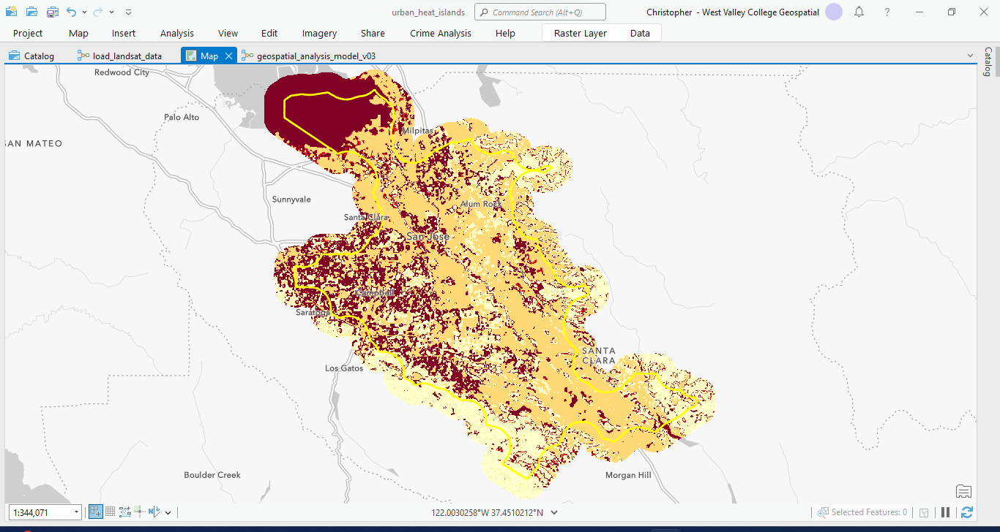 urban_heat_islands
Command Search (Alt+Q)
Christopher - West Valley College Geospatial
?
Project Map Insert Analysis View Edit Imagery Share Crime Analysis Help Raster Layer Data
Catalog load_landsat_data Map geospatial_analysis_model_v03
Catalog
Redwood City
Palo Alto
Milpitas
SAN MATEO
Sunnyvale
Alum Rock
Santa Clara
San Jose
Campbell
Saratoga
SANTA
CLARA
Los Gatos
Boulder Creek
Morgan Hill
1:344,071
N
122.0030258°W 37.4510212°N
Selected Features: 0